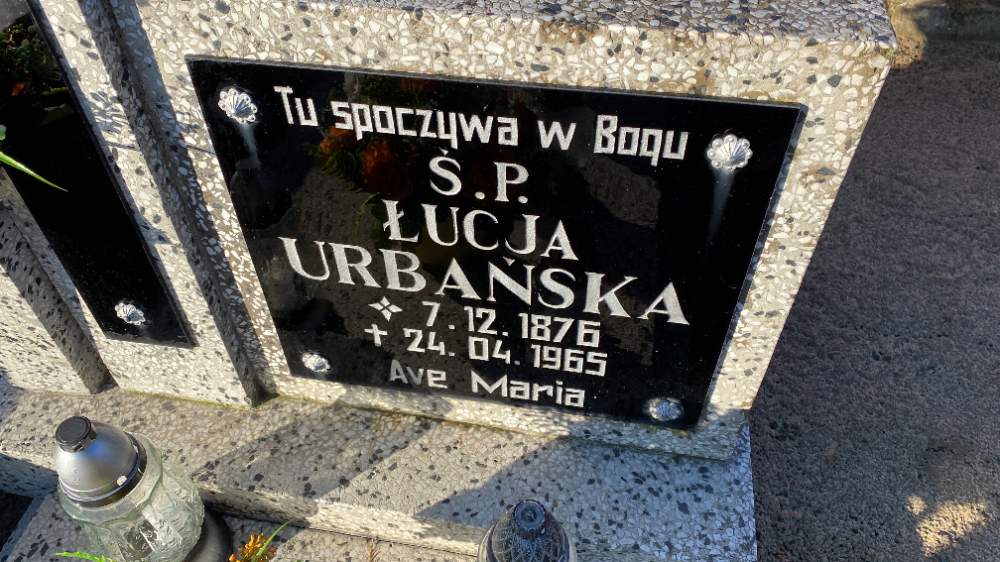 Tu spoczywa w Bogu
Ś.P.
ŁUCJA
URBAŃSKA
7.12.1876
✝ 24.04.1965
Ave Maria